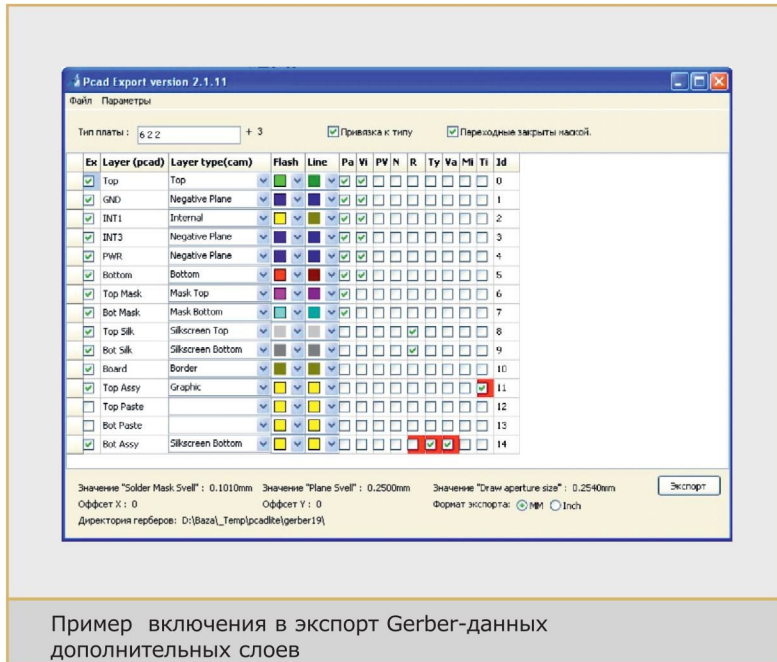 Pcad Export version 2.1.11
Файл Параметры
Тип платы : 6 2 2 + 3 Привязка к типу Переходные закрыты маской.
Ex Layer (pcad) Layer type(cam) Flash Line Pa Vi PV N R Ty Va Mi Ti Id
Top Top 0
GND Negative Plane 1
INT1 Internal 2
INT3 Negative Plane 3
PWR Negative Plane 4
Bottom Bottom 5
Top Mask Mask Top 6
Bot Mask Mask Bottom 7
Top Silk Silkscreen Top 8
Bot Silk Silkscreen Bottom 9
Board Border 10
Top Assy Graphic 11
Top Paste 12
Bot Paste 13
Bot Assy Silkscreen Bottom 14
Значение "Solder Mask Svell" : 0.1010mm Значение "Plane Svell" : 0.2500mm Значение "Draw aperture size" : 0.2540mm Экспорт
Оффсет X : 0 Оффсет Y : 0 Формат экспорта: MM Inch
Директория герберов: D:\Baza\_Temp\pcadlite\gerber19\
Пример включения в экспорт Gerber-данных
дополнительных слоев